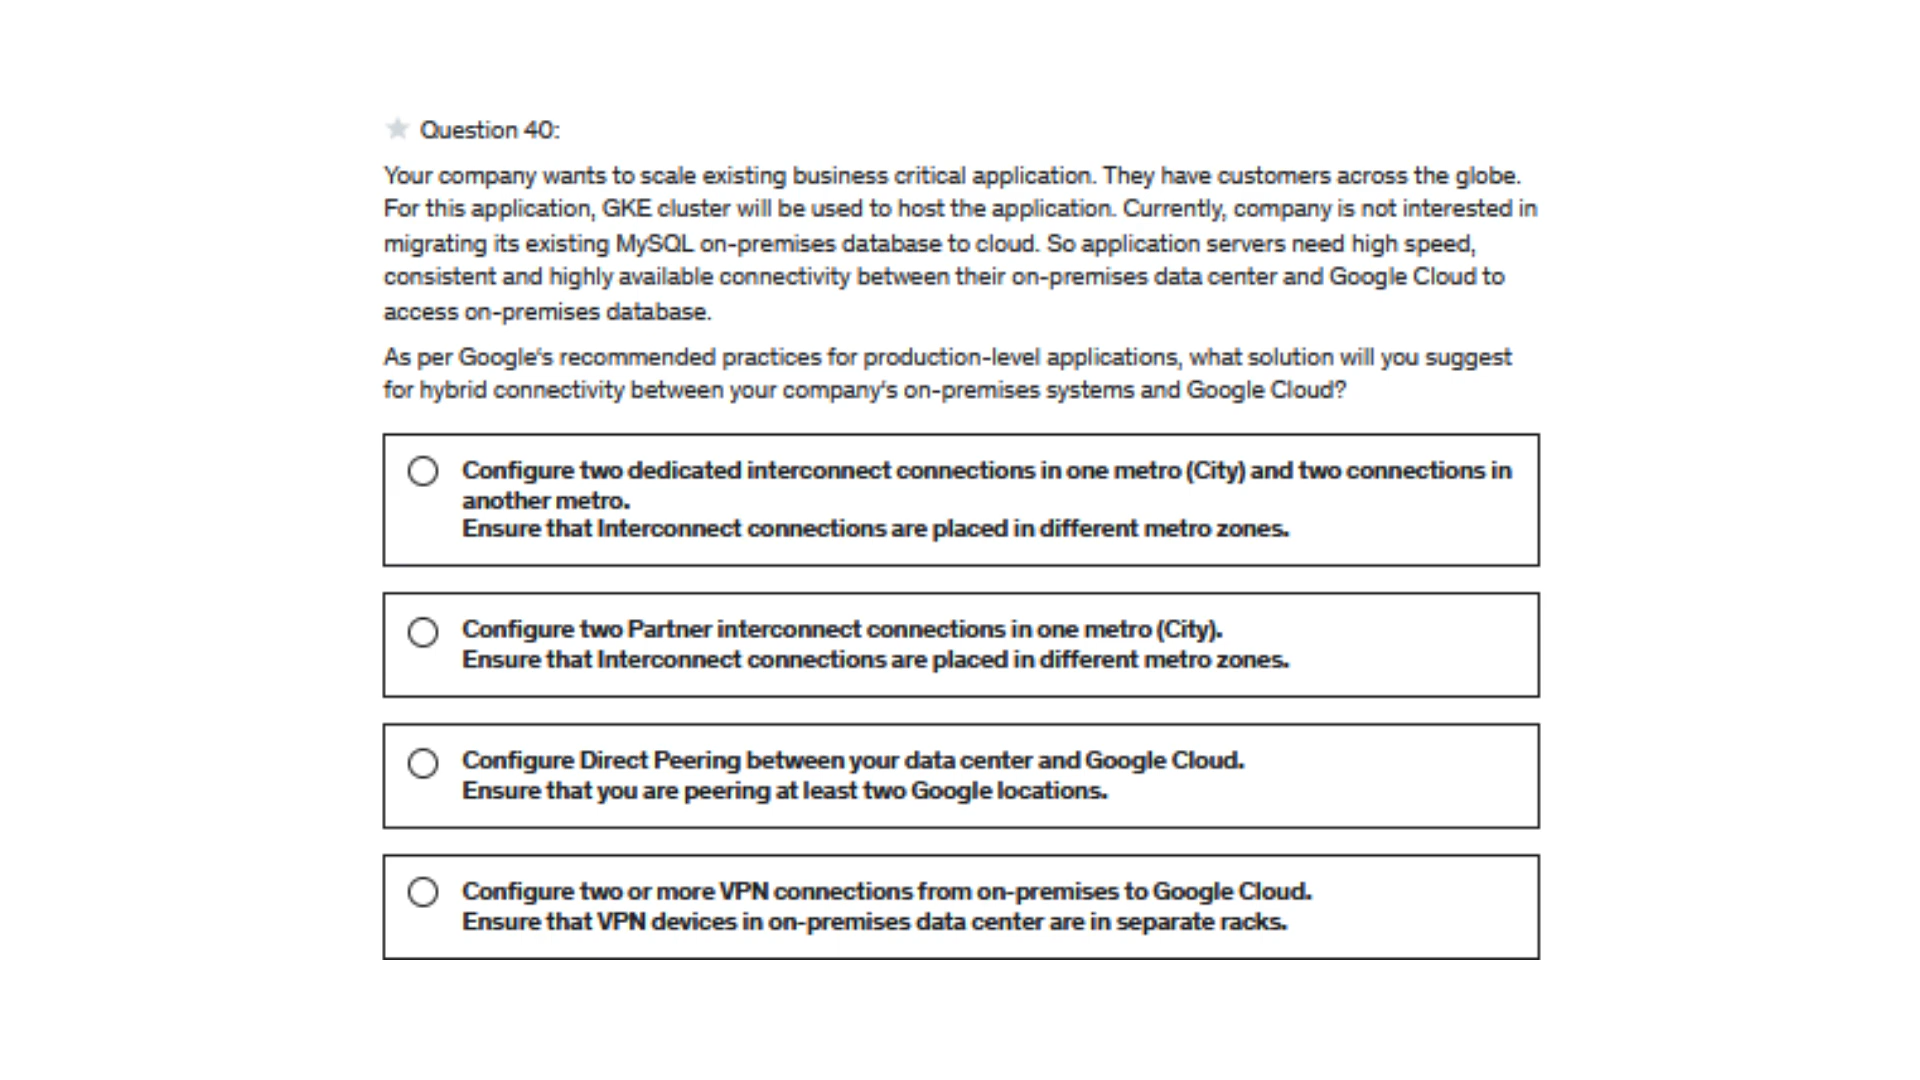 Question 40:
Your company wants to scale existing business critical application. They have customers across the globe.
For this application, GKE cluster will be used to host the application. Currently, company is not interested in
migrating its existing MySQL on-premises database to cloud. So application servers need high speed,
consistent and highly available connectivity between their on-premises data center and Google Cloud to
access on-premises database.
As per Google's recommended practices for production-level applications, what solution will you suggest
for hybrid connectivity between your company's on-premises systems and Google Cloud?
Configure two dedicated interconnect connections in one metro (City) and two connections in
another metro.
Ensure that Interconnect connections are placed in different metro zones.
Configure two Partner interconnect connections in one metro (City).
Ensure that Interconnect connections are placed in different metro zones.
Configure Direct Peering between your data center and Google Cloud.
Ensure that you are peering at least two Google locations.
Configure two or more VPN connections from on-premises to Google Cloud.
Ensure that VPN devices in on-premises data center are in separate racks.